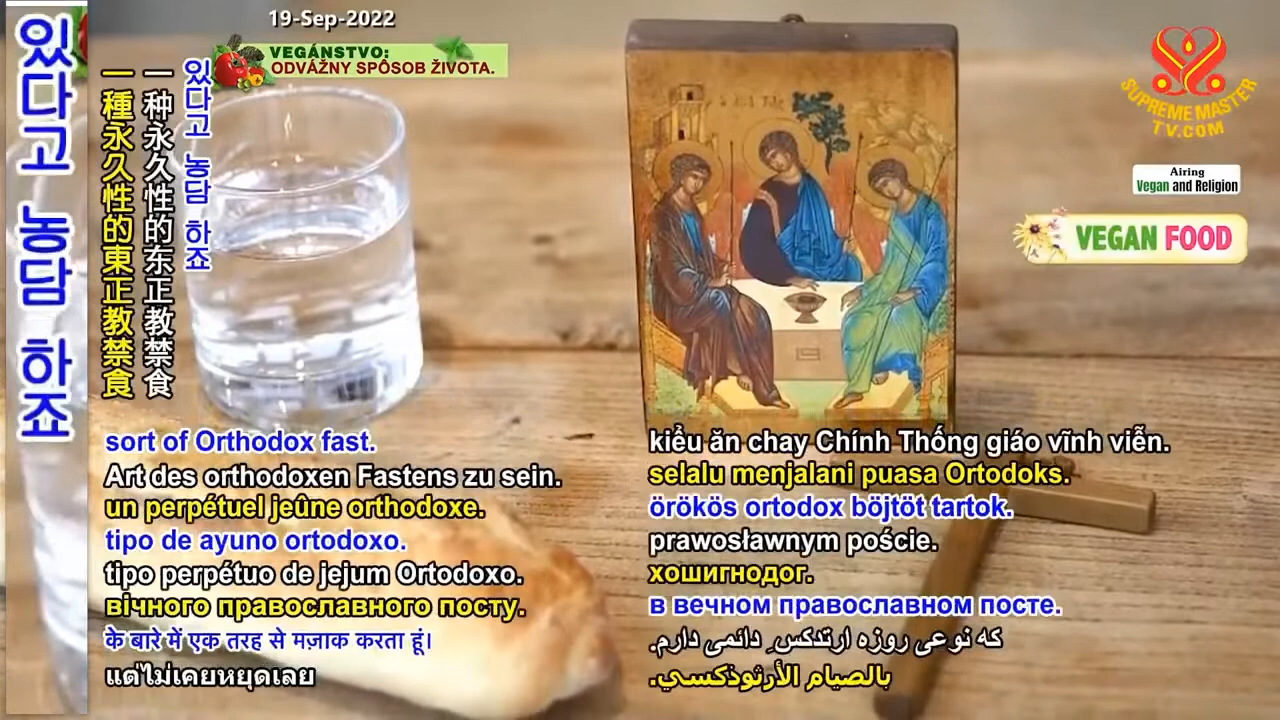 19-Sep-2022
VEGÁNSTVO:
ODVÁŽNY SPÔSOB ŽIVOTA.
SUPREME MASTER
TV.COM
Airing
Vegan and Religion
VEGAN FOOD
있다고 농담 하죠
있다고 농담 하죠
一种永久性的东正教禁食
一種永久性的東正教禁食
sort of Orthodox fast.
Art des orthodoxen Fastens zu sein.
un perpétuel jeûne orthodoxe.
tipo de ayuno ortodoxo.
tipo perpétuo de jejum Ortodoxo.
вічного православного посту.
के बारे में एक तरह से मज़ाक करता हूं।
แต่ไม่เคยหยุดเลย
kiểu ăn chay Chính Thống giáo vĩnh viễn.
selalu menjalani puasa Ortodoks.
örökös ortodox böjtöt tartok.
prawosławnym poście.
хошигнодог.
в вечном православном посте.
که نوعی روزه ارتدکسِ دائمی دارم.
بالصيام الأرثوذكسي.